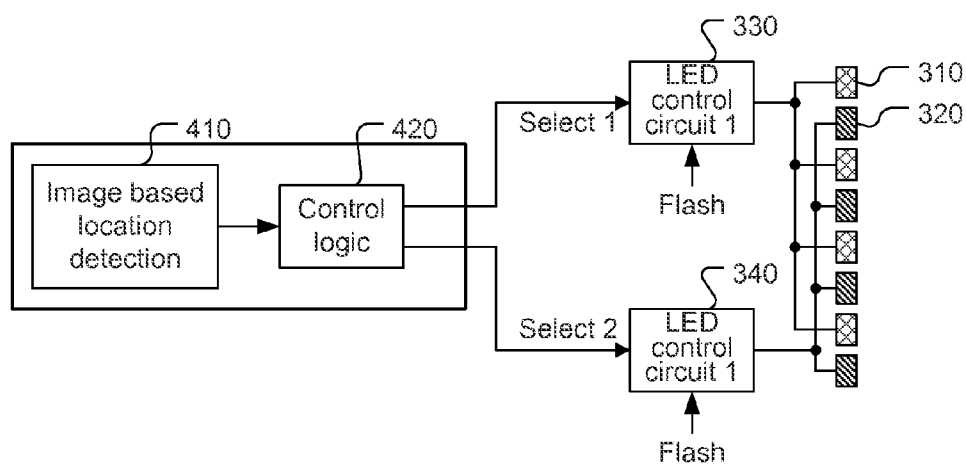 330
LED
control
circuit 1
310
320
Select 1
410
420
Flash
Image based
location
detection
Control
logic
340
LED
control
circuit 1
Select 2
Flash